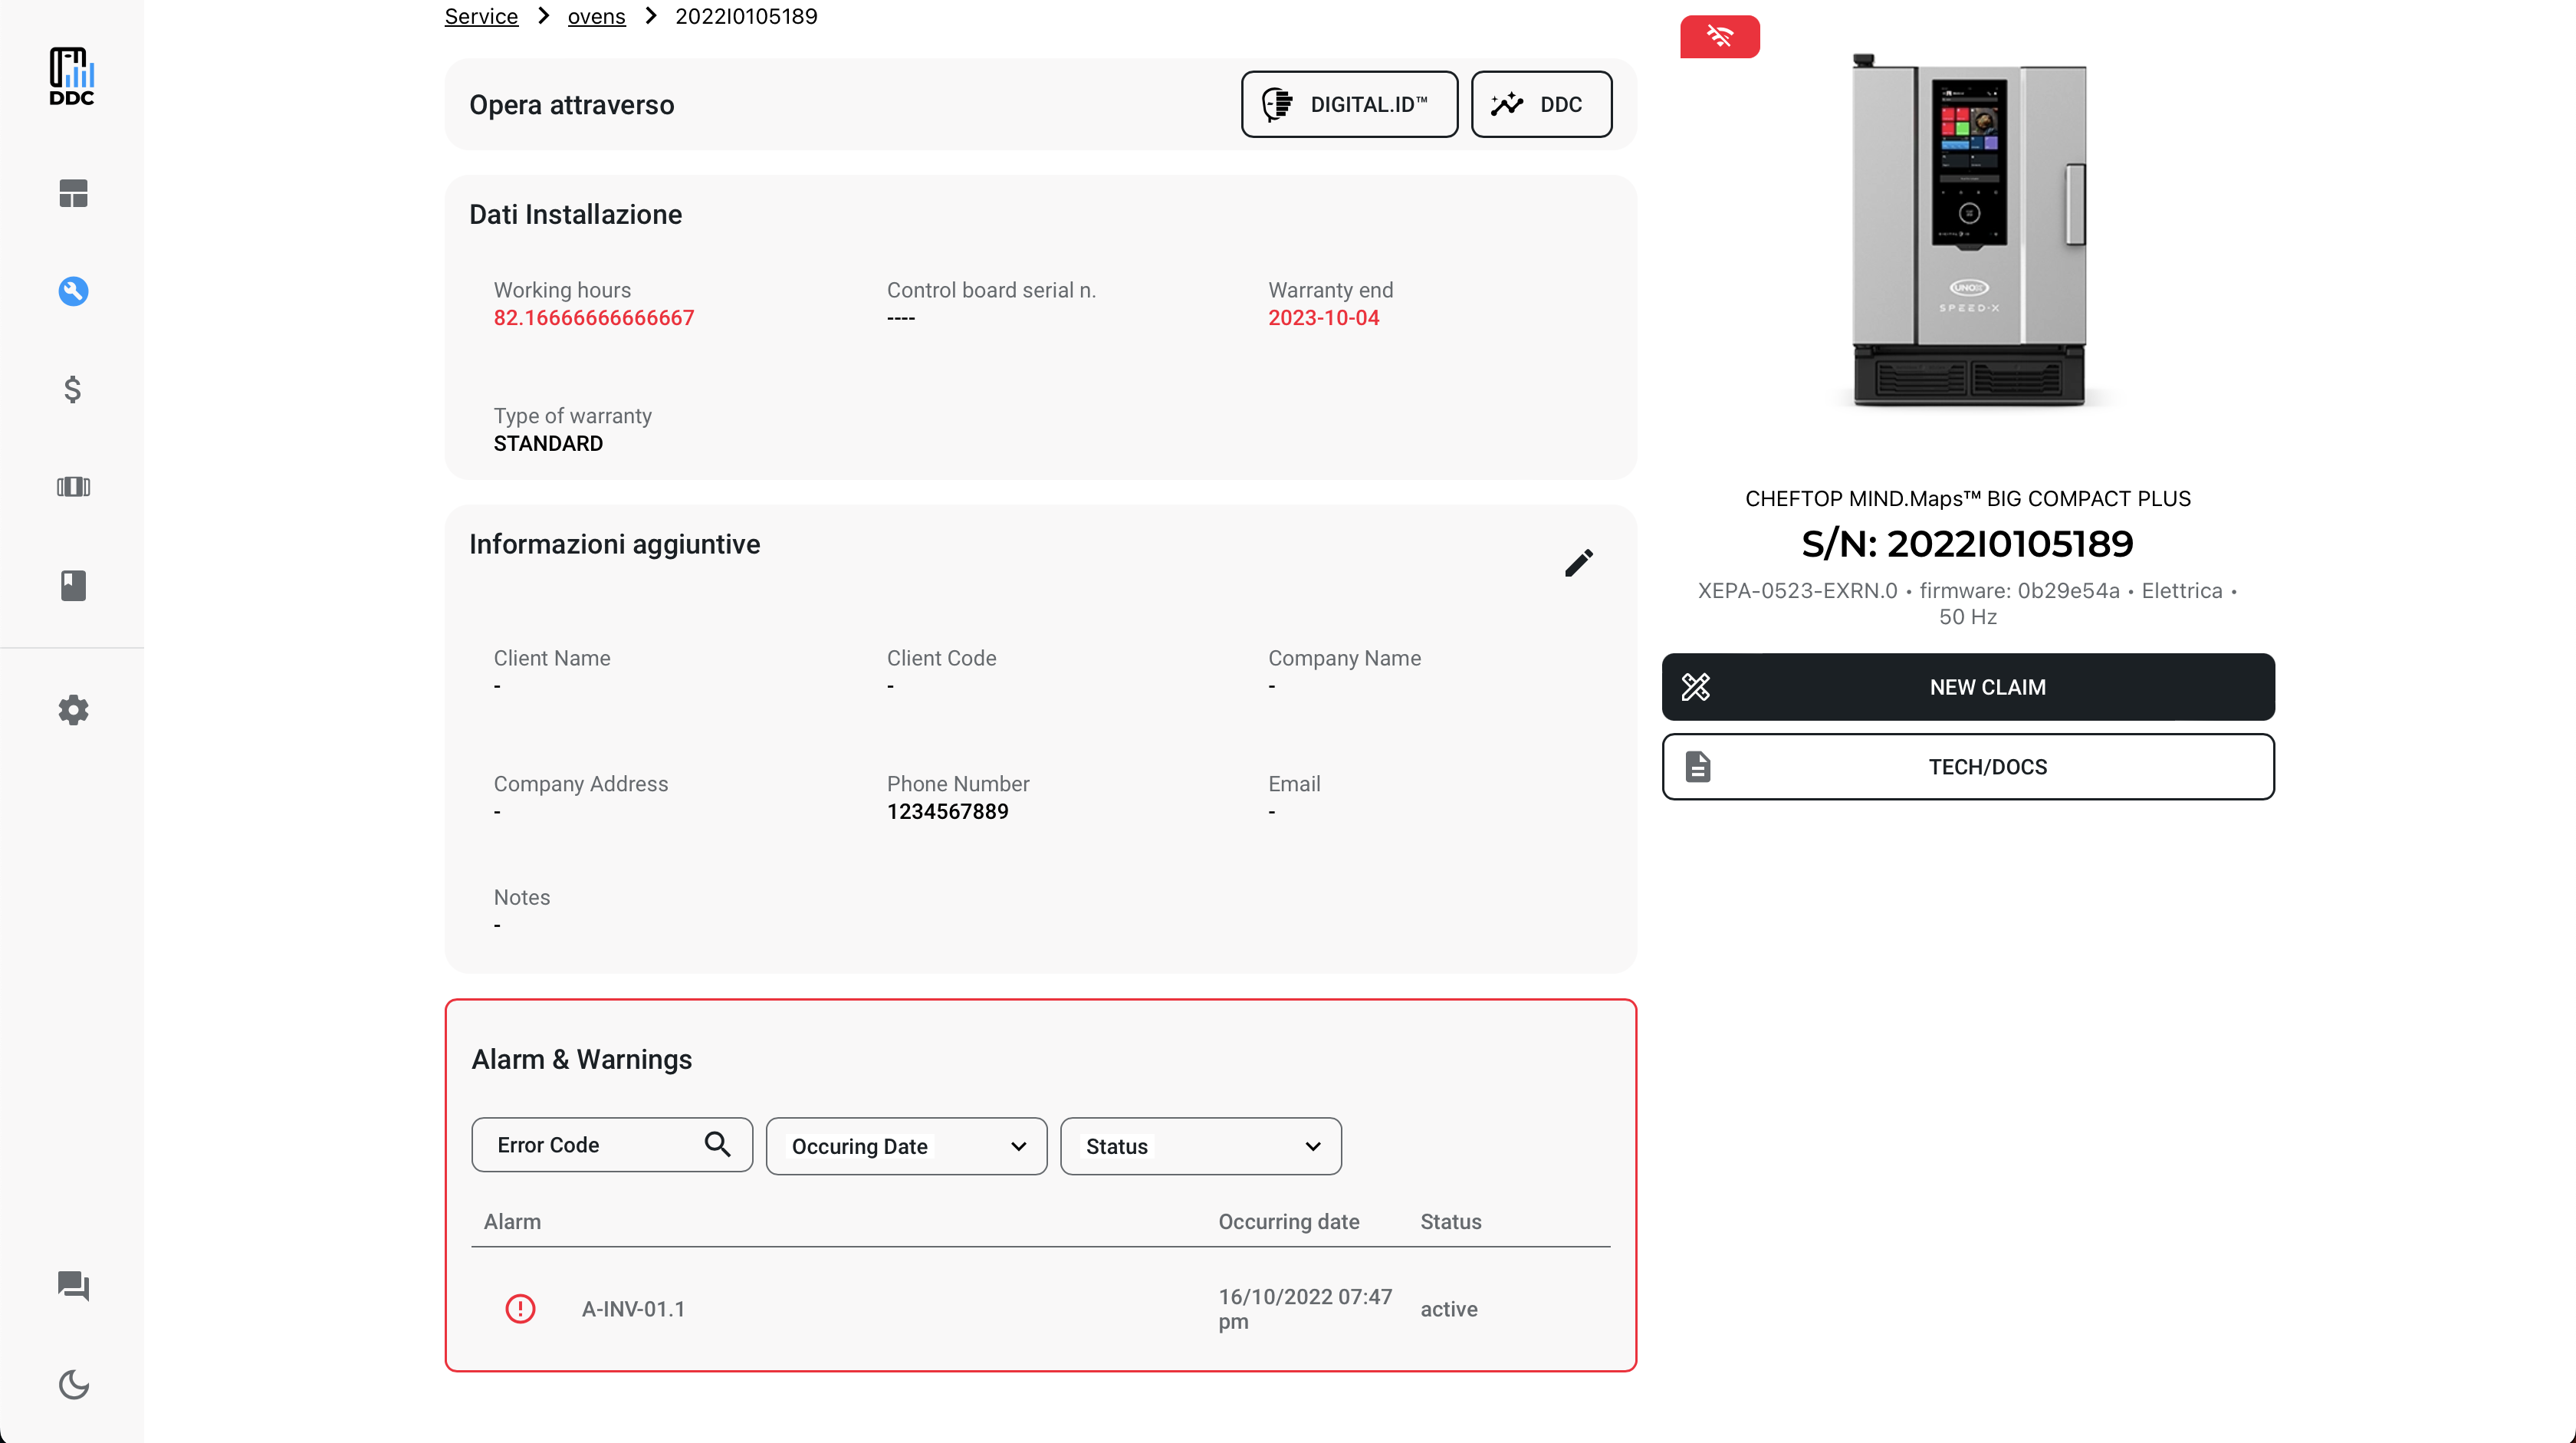 DDC
Service > ovens > 2022I0105189
Opera attraverso
DIGITAL.ID™
DDC
Dati Installazione
Working hours
82.16666666666667
Control board serial n.
----
Warranty end
2023-10-04
Type of warranty
STANDARD
Informazioni aggiuntive
Client Name
-
Client Code
-
Company Name
-
Company Address
-
Phone Number
1234567889
Email
-
Notes
-
Alarm & Warnings
Error Code
Occuring Date
Status
Alarm Occurring date Status
A-INV-01.1
16/10/2022 07:47
pm
active
UNOX
SPEED-X
CHEFTOP MIND.Maps™ BIG COMPACT PLUS
S/N: 2022I0105189
XEPA-0523-EXRN.0 • firmware: 0b29e54a • Elettrica •
50 Hz
NEW CLAIM
TECH/DOCS